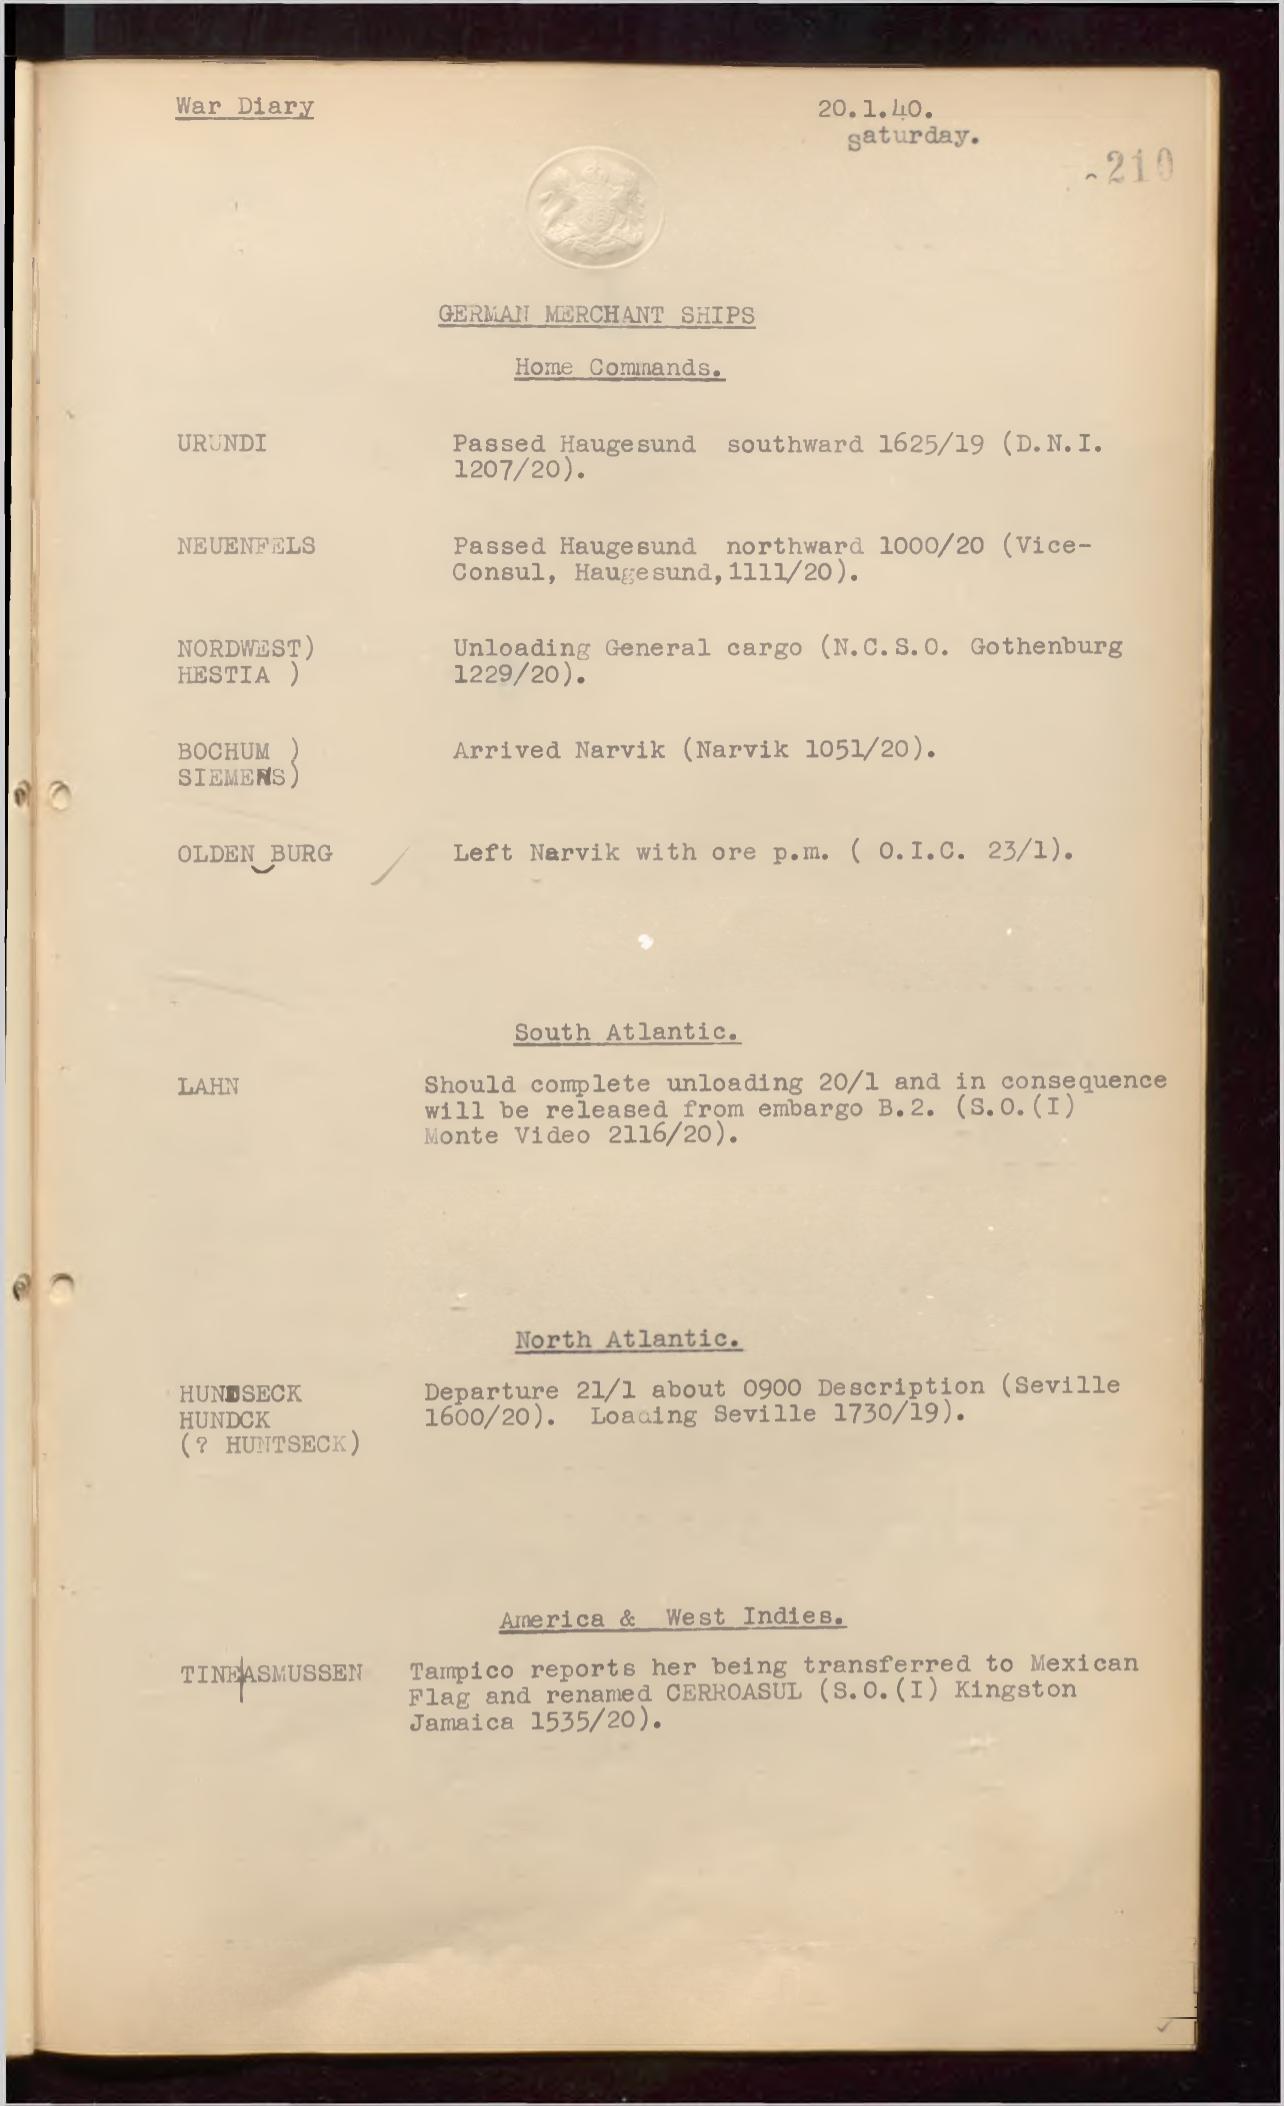 War Diary
20.1.40.
Saturday.
210
GERMAN MERCHANT SHIPS
Home Commands.
URUNDI Passed Haugesund southward 1625/19 (D.N.I.
1207/20).
NEUENFELS Passed Haugesund northward 1000/20 (Vice-
Consul, Haugesund,1111/20).
NORDWEST) Unloading General cargo (N.C.S.O. Gothenburg
HESTIA ) 1229/20).
BOCHUM ) Arrived Narvik (Narvik 1051/20).
SIEMENS)
OLDEN BURG Left Narvik with ore p.m. ( O.I.C. 23/1).
South Atlantic.
LAHN Should complete unloading 20/1 and in consequence
will be released from embargo B.2. (S.O.(I)
Monte Video 2116/20).
North Atlantic.
HUNDSECK Departure 21/1 about 0900 Description (Seville
HUNDCK 1600/20). Loading Seville 1730/19).
(? HUNTSECK)
America & West Indies.
TINE ASMUSSEN Tampico reports her being transferred to Mexican
Flag and renamed CERROASUL (S.O.(I) Kingston
Jamaica 1535/20).